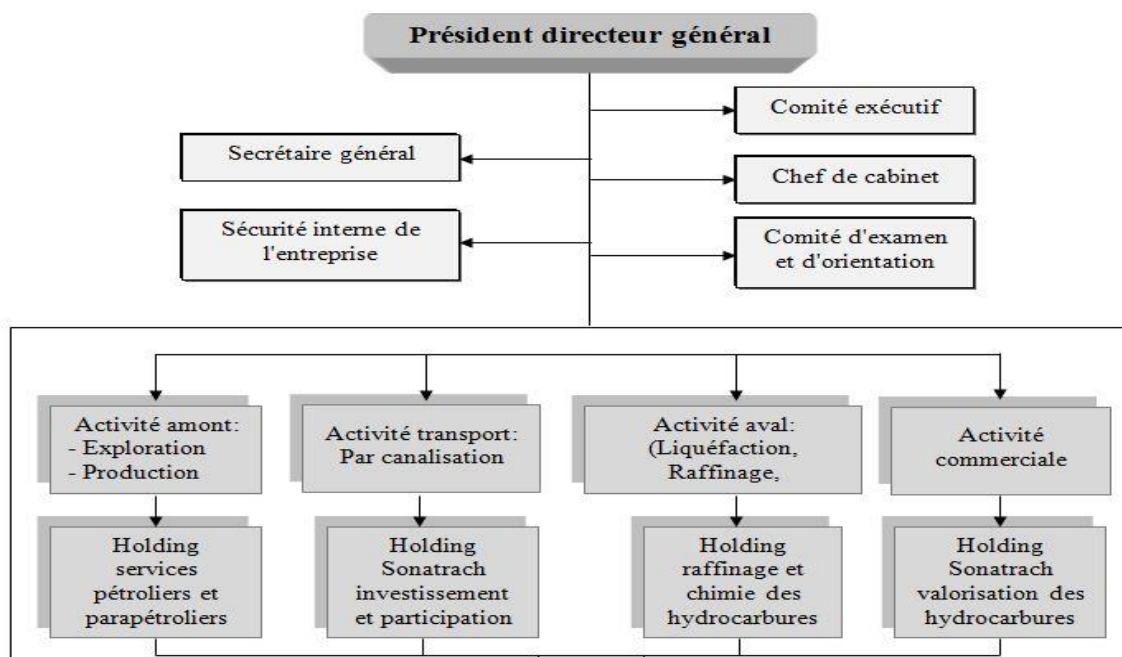 Président directeur général
Comité exécutif
Secrétaire général
Chef de cabinet
Sécurité interne de
l'entreprise
Comité d'examen
et d'orientation
Activité amont:
- Exploration
- Production
Activité transport:
Par canalisation
Activité aval:
(Liquéfaction,
Raffinage,
Activité
commerciale
Holding
services
pétroliers et
parapétroliers
Holding
Sonatrach
investissement
et participation
Holding
raffinage et
chimie des
hydrocarbures
Holding
Sonatrach
valorisation des
hydrocarbures